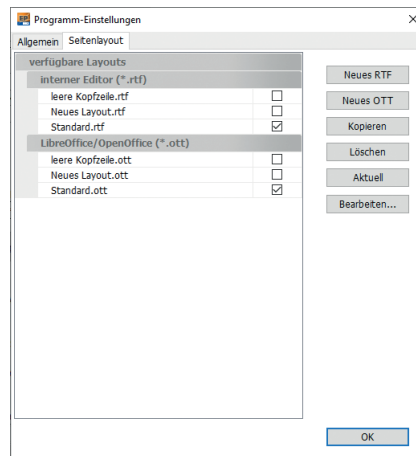 EP Programm-Einstellungen
Allgemein Seitenlayout
verfügbare Layouts
interner Editor (*.rtf)
leere Kopfzeile.rtf
Neues Layout.rtf
Standard.rtf
LibreOffice/OpenOffice (*.ott)
leere Kopfzeile.ott
Neues Layout.ott
Standard.ott
Neues RTF
Neues OTT
Kopieren
Löschen
Aktuell
Bearbeiten...
OK